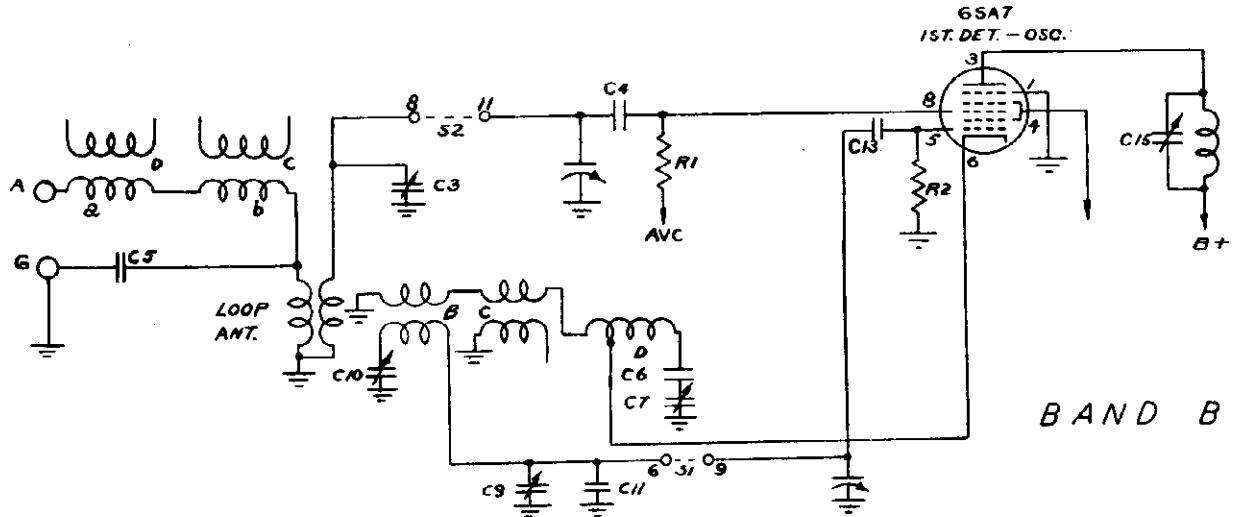 6SA7
1ST. DET. – OSC.
3
8
11
C4
1
8
4
S2
C13
5
C15
D
C
C3
R1
6
A
a
b
R2
AVC
B+
G
C5
LOOP
ANT.
B
C
D
C10
C6
C7
BAND B
6
S1
9
C9
C11